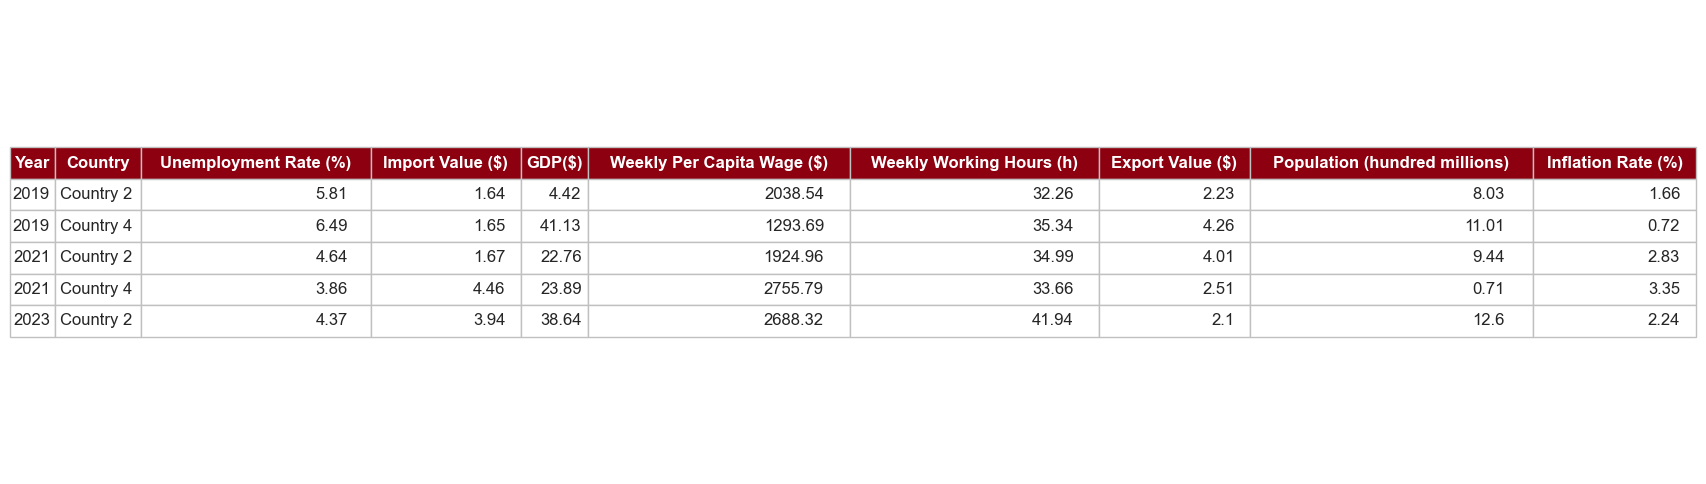 Year Country Unemployment Rate (%) Import Value ($) GDP($) Weekly Per Capita Wage ($) Weekly Working Hours (h) Export Value ($) Population (hundred millions) Inflation Rate (%)
2019 Country 2 5.81 1.64 4.42 2038.54 32.26 2.23 8.03 1.66
2019 Country 4 6.49 1.65 41.13 1293.69 35.34 4.26 11.01 0.72
2021 Country 2 4.64 1.67 22.76 1924.96 34.99 4.01 9.44 2.83
2021 Country 4 3.86 4.46 23.89 2755.79 33.66 2.51 0.71 3.35
2023 Country 2 4.37 3.94 38.64 2688.32 41.94 2.1 12.6 2.24